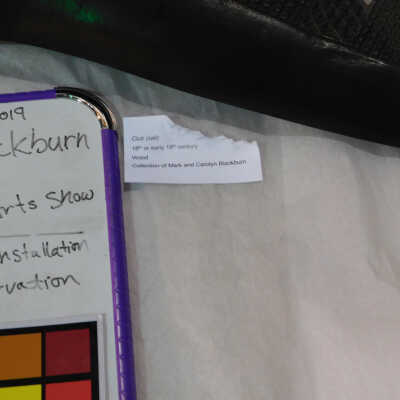 019
ckburn
rts Show
nstallation
rvation
Club
18th or early 19th century
Wood
Collection of Mark and Carolyn Blackburn